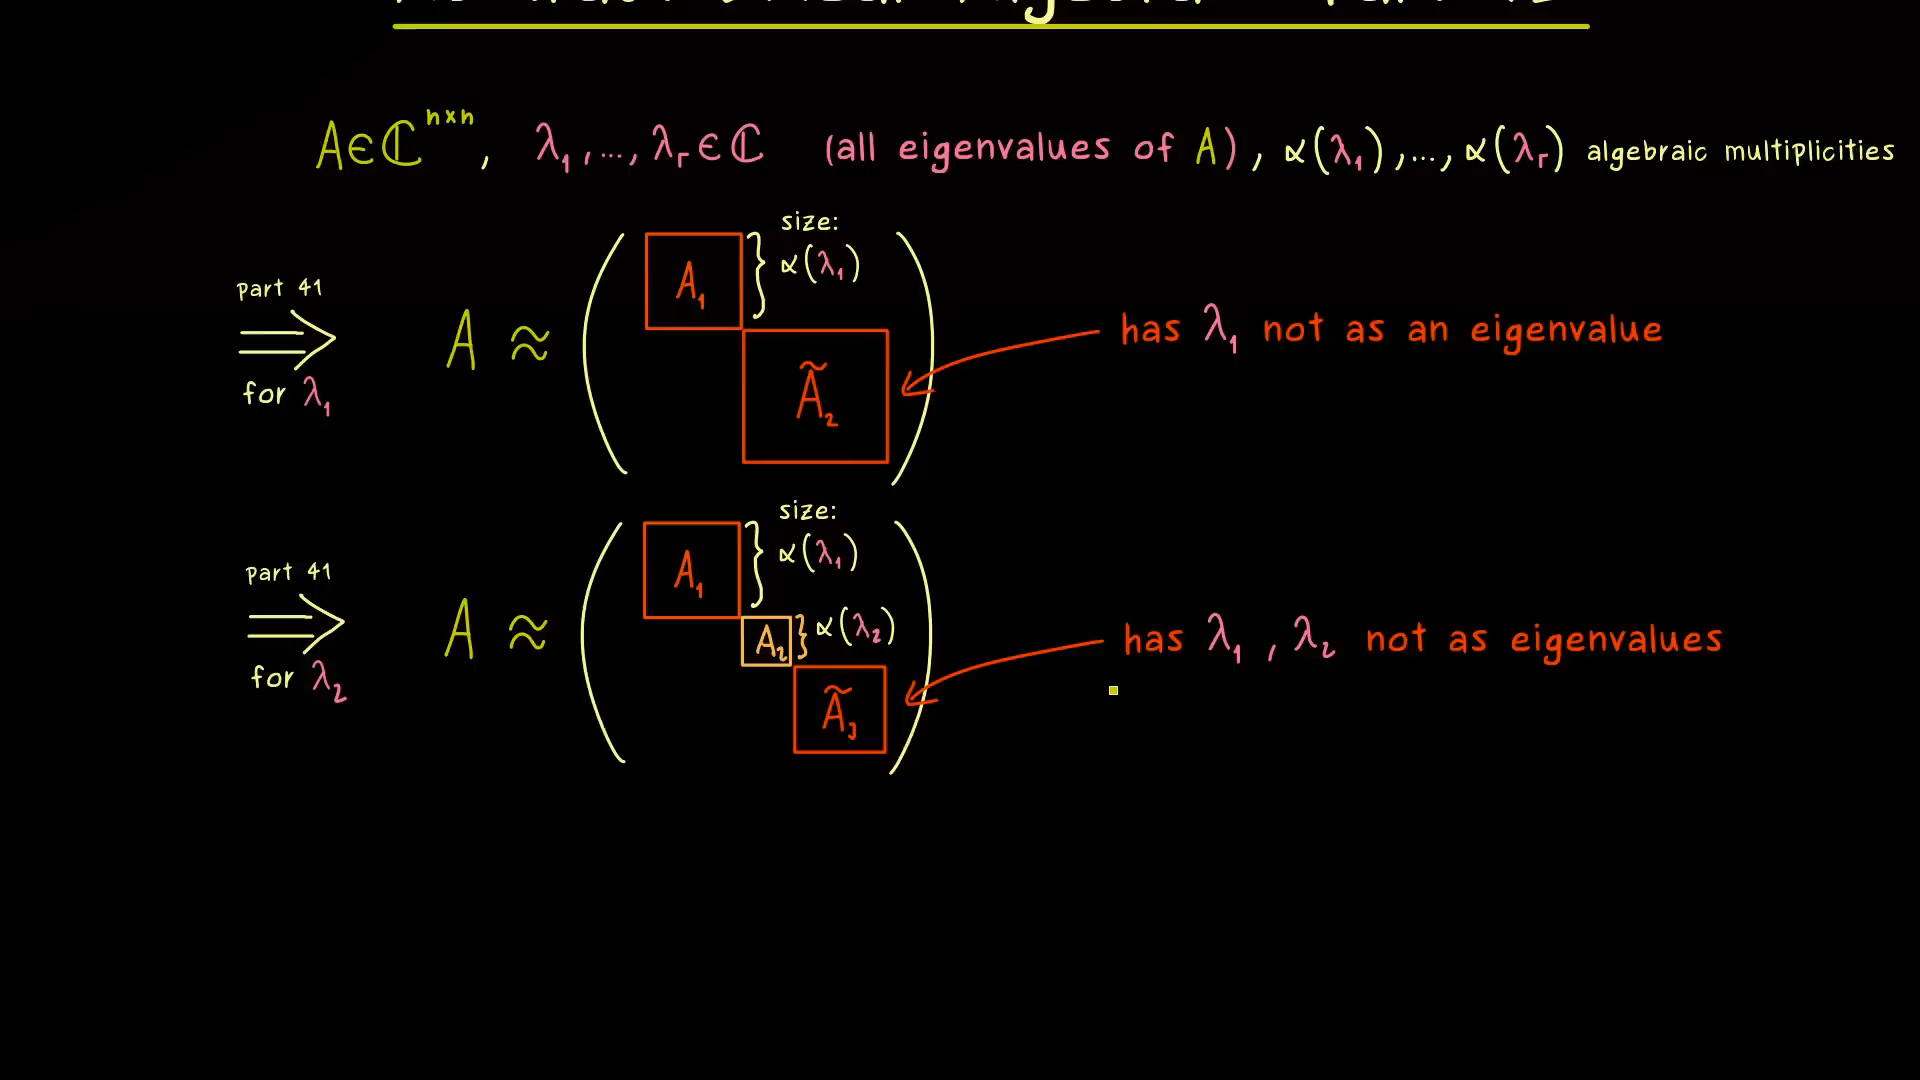 A∈ℂⁿˣⁿ, λ₁,...,λᵣ∈ℂ (all eigenvalues of A), α(λ₁),...,α(λᵣ) algebraic multiplicities
size:
α(λ₁)
A₁
Part 41
⟹
for λ₁
A ≈
Ã₂
has λ₁ not as an eigenvalue
size:
α(λ₁)
A₁
Part 41
⟹
for λ₂
A ≈
A₂ } α(λ₂)
Ã₃
has λ₁, λ₂ not as eigenvalues